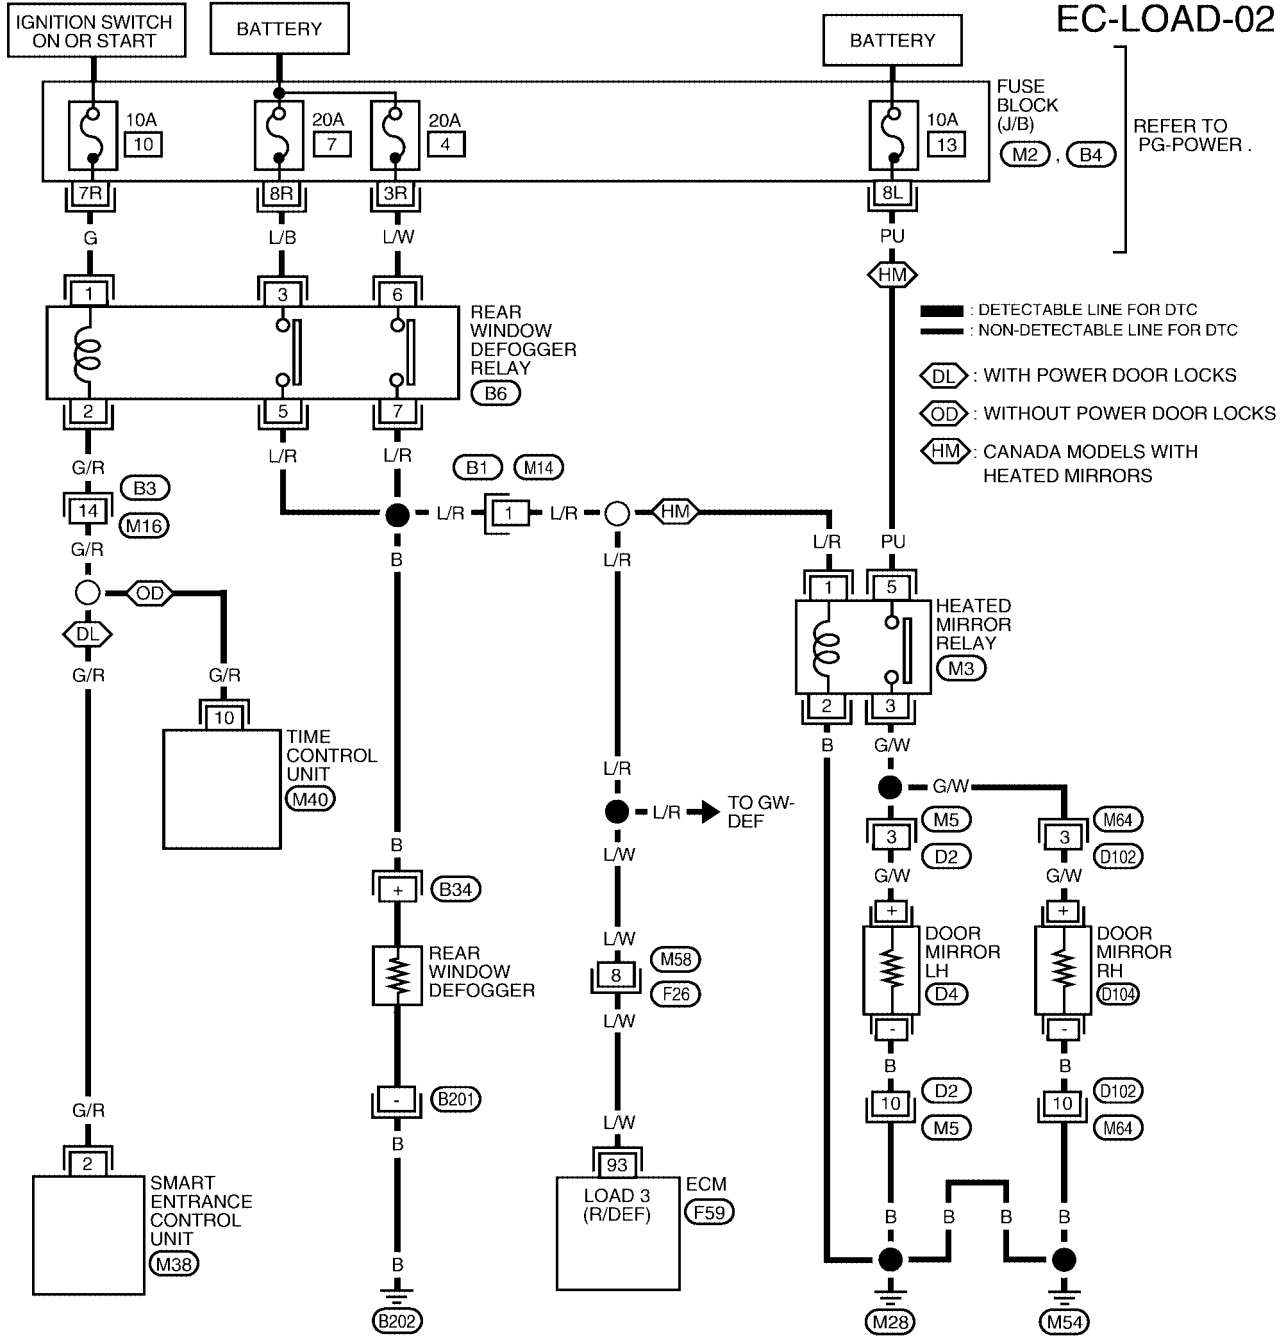 EC-LOAD-02
IGNITION SWITCH
ON OR START
BATTERY
BATTERY
10A
10
20A
7
20A
4
10A
13
FUSE
BLOCK
(J/B)
M2 , B4
REFER TO
PG-POWER .
7R
8R
3R
8L
G
L/B
L/W
PU
HM
1
3
6
REAR
WINDOW
DEFOGGER
RELAY
B6
: DETECTABLE LINE FOR DTC
: NON-DETECTABLE LINE FOR DTC
DL : WITH POWER DOOR LOCKS
OD : WITHOUT POWER DOOR LOCKS
HM : CANADA MODELS WITH
HEATED MIRRORS
2
5
7
G/R
L/R
L/R
B1
M14
14
B3
M16
L/R
1
L/R
HM
G/R
B
L/R
L/R
PU
OD
DL
G/R
G/R
10
TIME
CONTROL
UNIT
M40
1
5
HEATED
MIRROR
RELAY
M3
2
3
B
G/W
L/R
G/W
L/R
TO GW-
DEF
L/W
B
+
B34
REAR
WINDOW
DEFOGGER
-
B201
B
B
B202
L/W
8
M58
F26
L/W
L/W
93
LOAD 3
(R/DEF)
ECM
F59
3
M5
D2
3
M64
D102
G/W
G/W
+
+
DOOR
MIRROR
LH
D4
DOOR
MIRROR
RH
D104
-
-
B
B
10
D2
M5
10
D102
M64
G/R
2
SMART
ENTRANCE
CONTROL
UNIT
M38
B
B
B
B
M28
M54